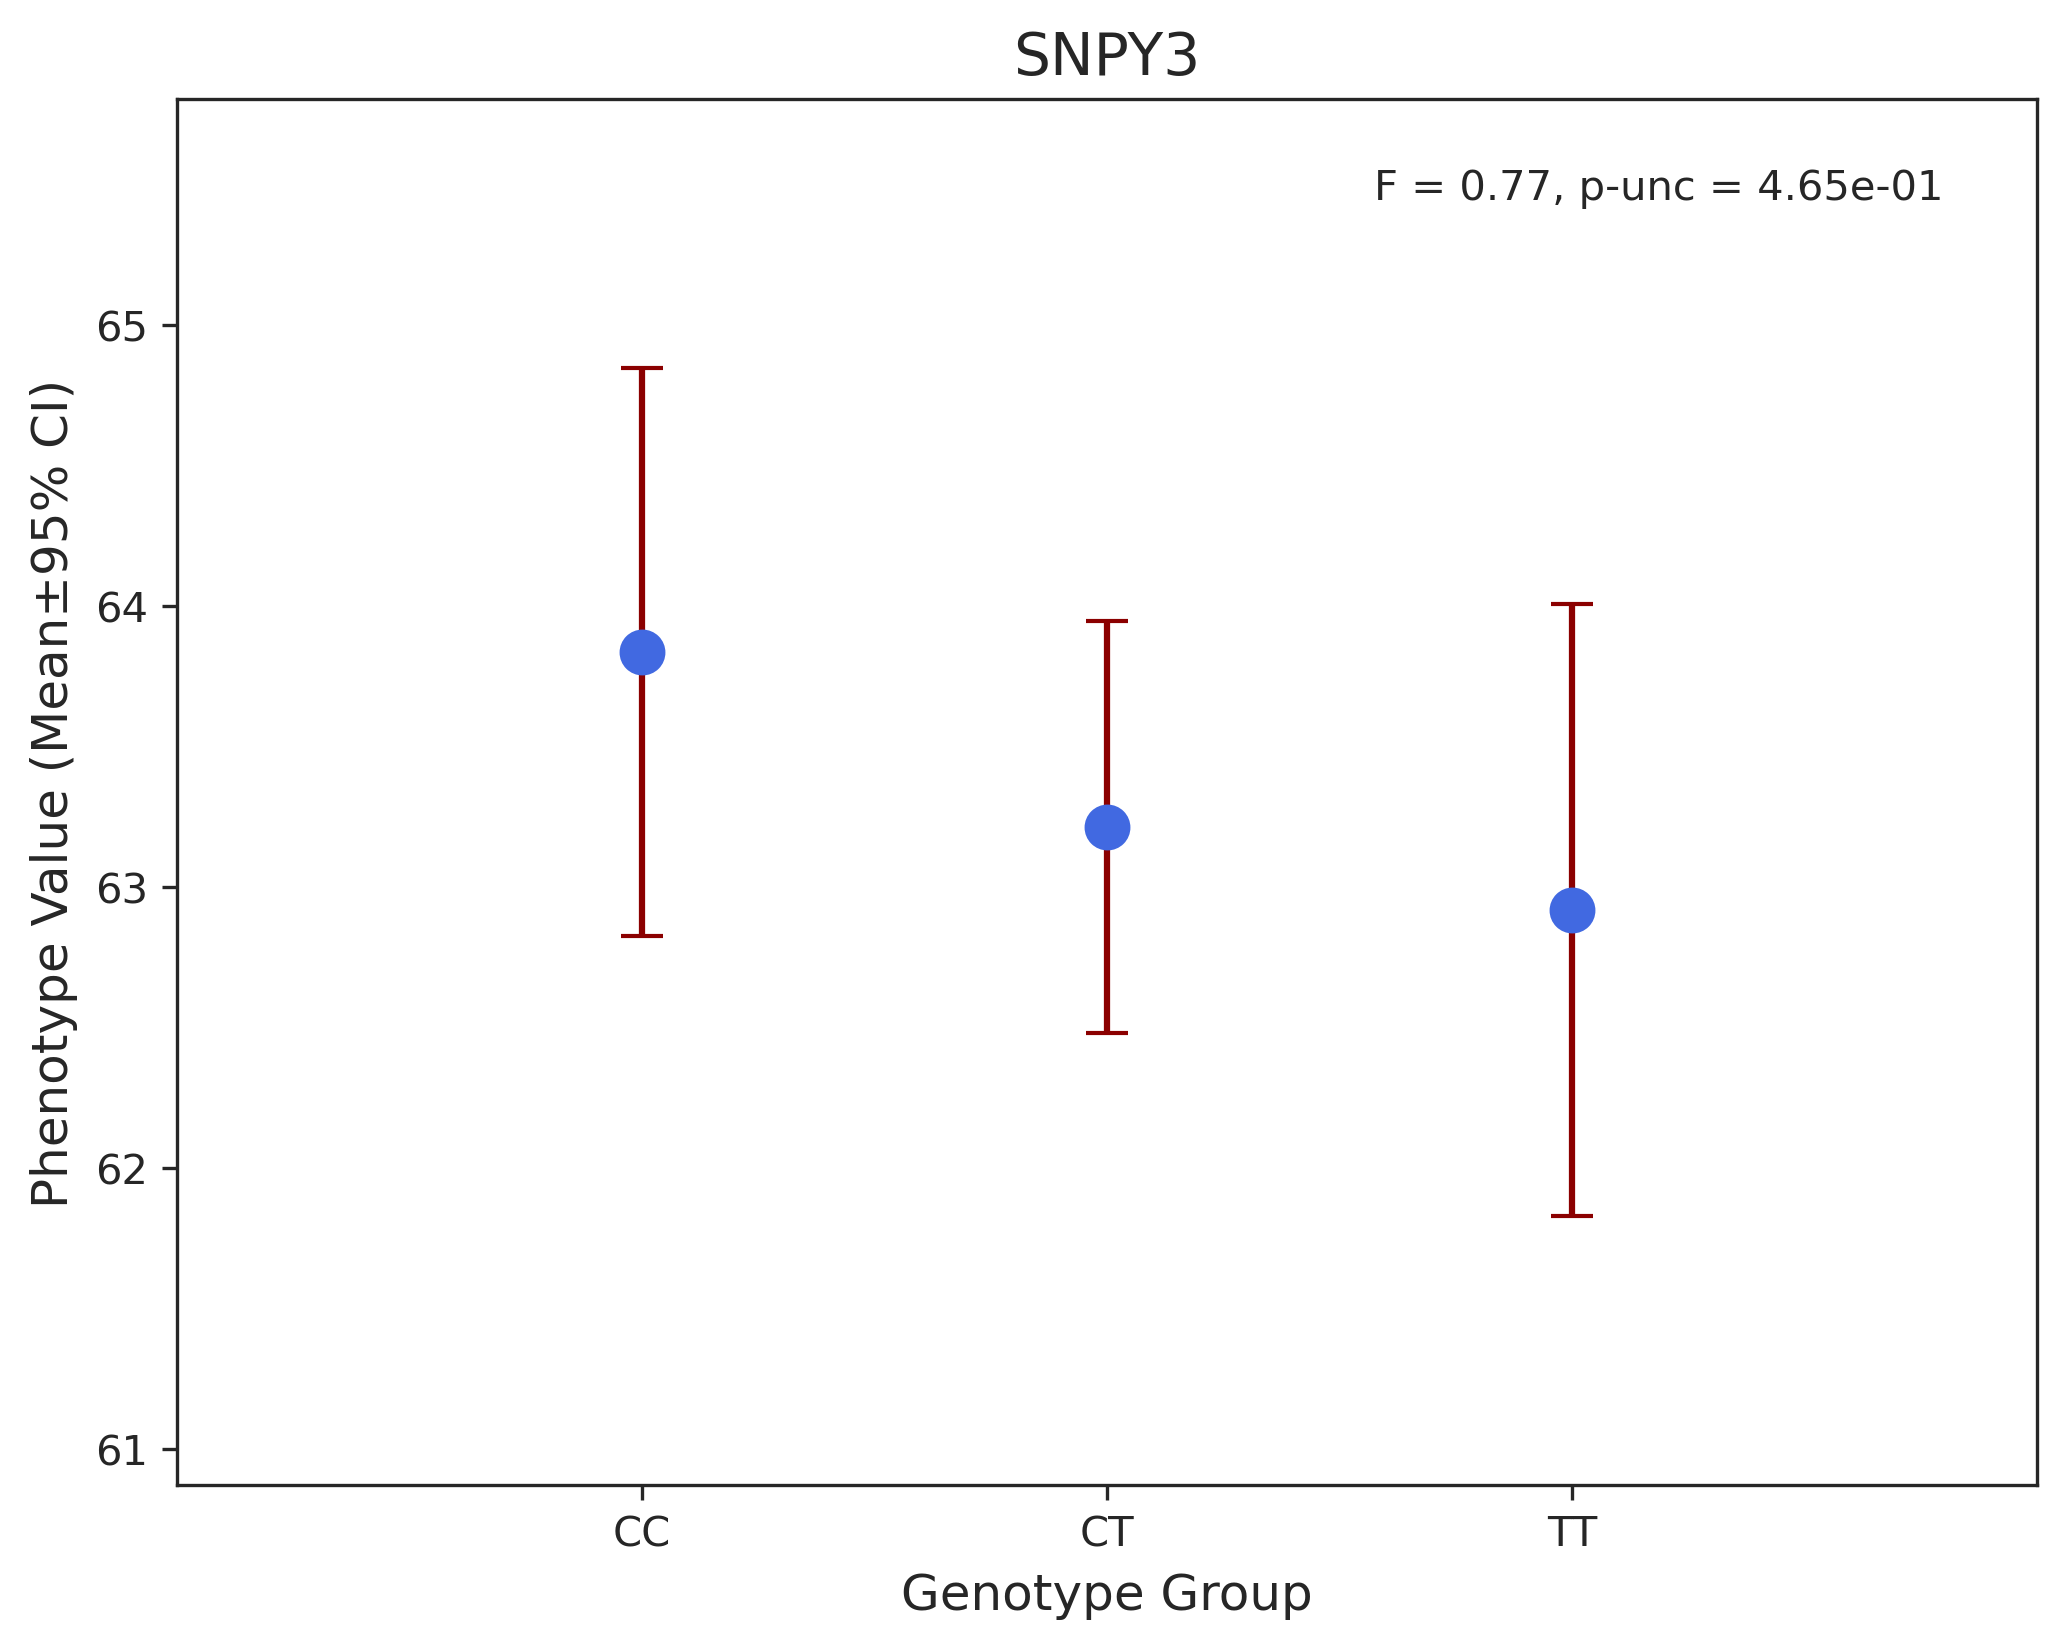 SNPY3
F = 0.77, p-unc = 4.65e-01
Phenotype Value (Mean±95% CI)
65
64
63
62
61
CC
CT
TT
Genotype Group